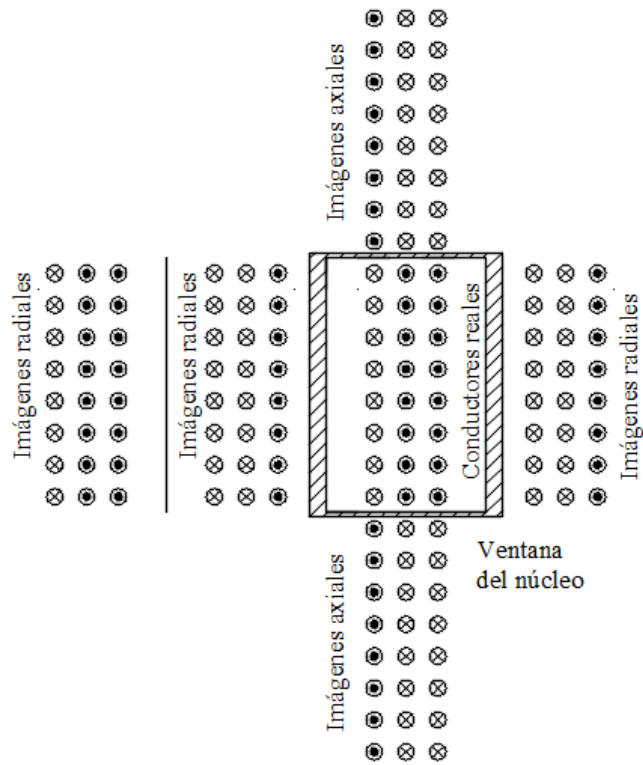 Imágenes axiales
Imágenes radiales
Imágenes radiales
Conductores reales
Imágenes radiales
Imágenes axiales
Ventana
del núcleo